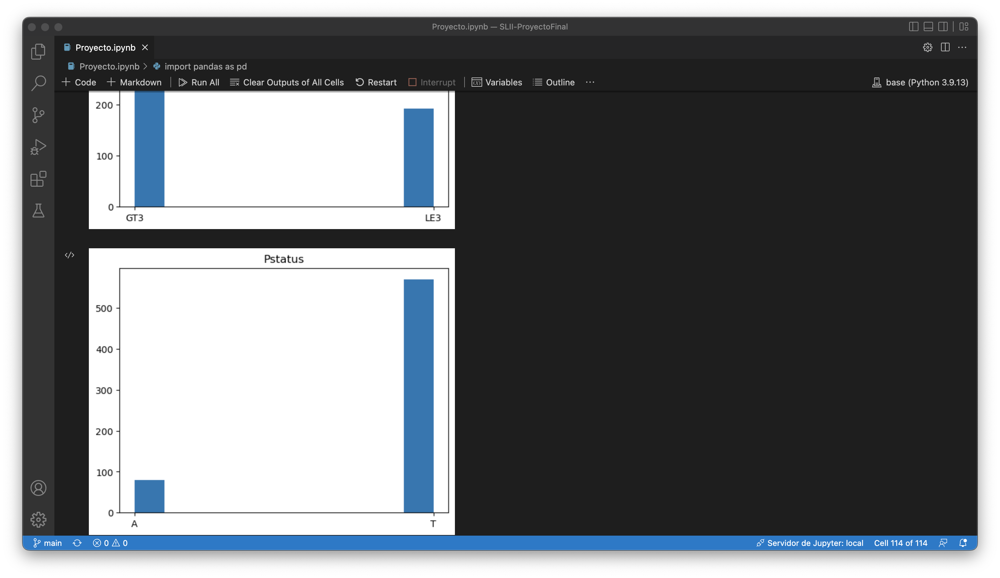 Proyecto.ipynb — SLII-ProyectoFinal
Proyecto.ipynb
Proyecto.ipynb > import pandas as pd
Code Markdown Run All Clear Outputs of All Cells Restart Interrupt Variables Outline ... base (Python 3.9.13)
200
100
0
GT3 LE3
Pstatus
500
400
300
200
100
0
A T
main 0 0 Servidor de Jupyter: local Cell 114 of 114